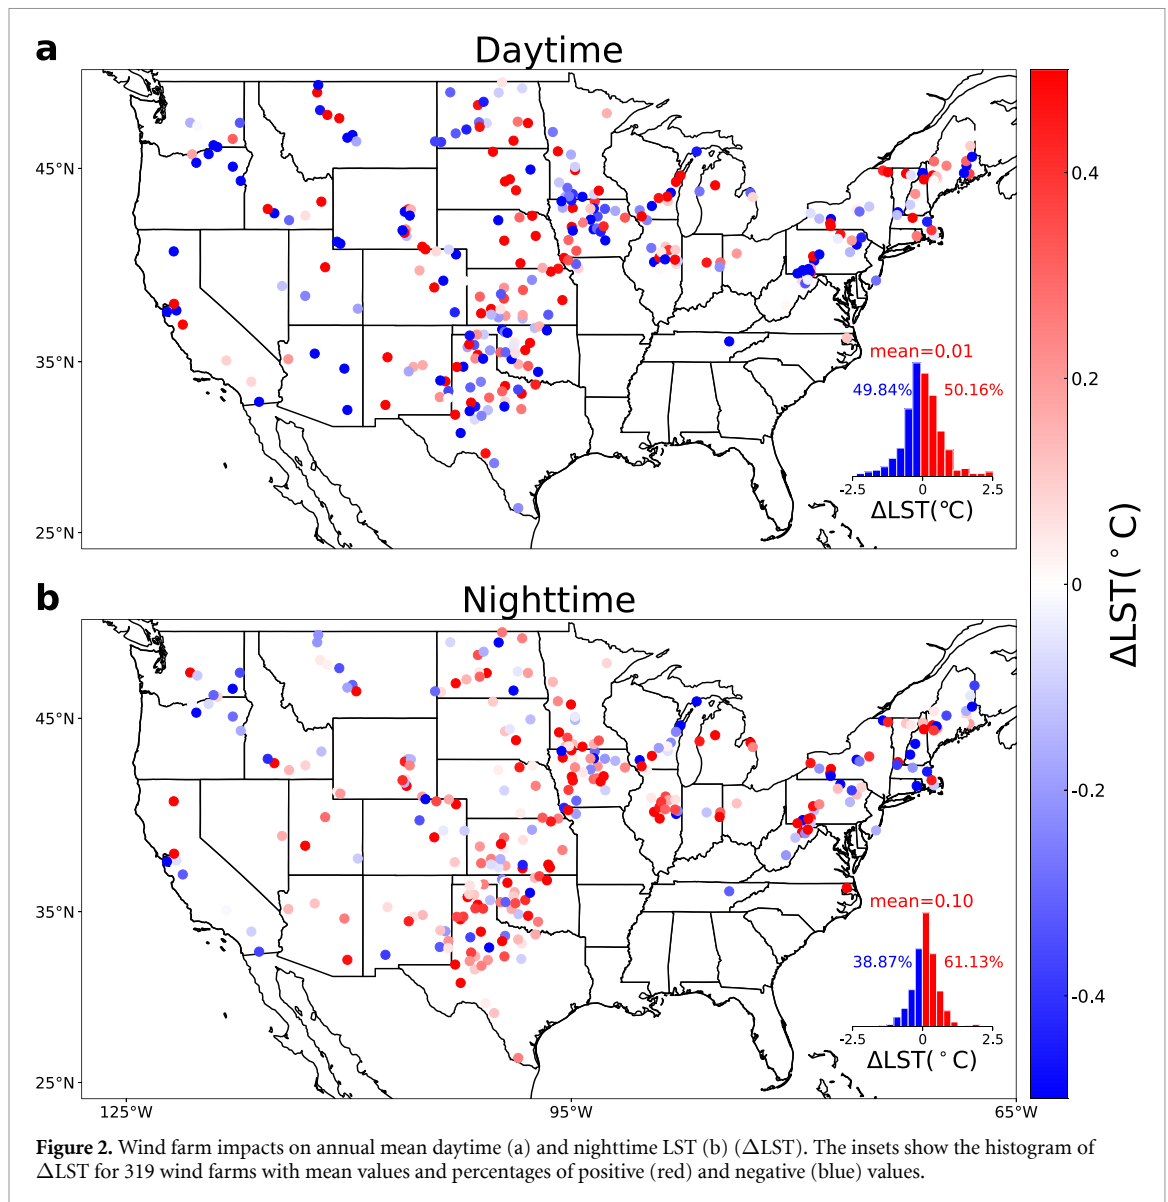 a
Daytime
45°N
35°N
25°N
mean=0.01
49.84%
50.16%
-2.5
0
2.5
ΔLST(℃)
b
Nighttime
45°N
35°N
25°N
125°W
95°W
65°W
mean=0.10
38.87%
61.13%
-2.5
0
2.5
ΔLST(°C)
0.4
0.2
0
-0.2
-0.4
ΔLST(°C)
Figure 2. Wind farm impacts on annual mean daytime (a) and nighttime LST (b) (ΔLST). The insets show the histogram of
ΔLST for 319 wind farms with mean values and percentages of positive (red) and negative (blue) values.